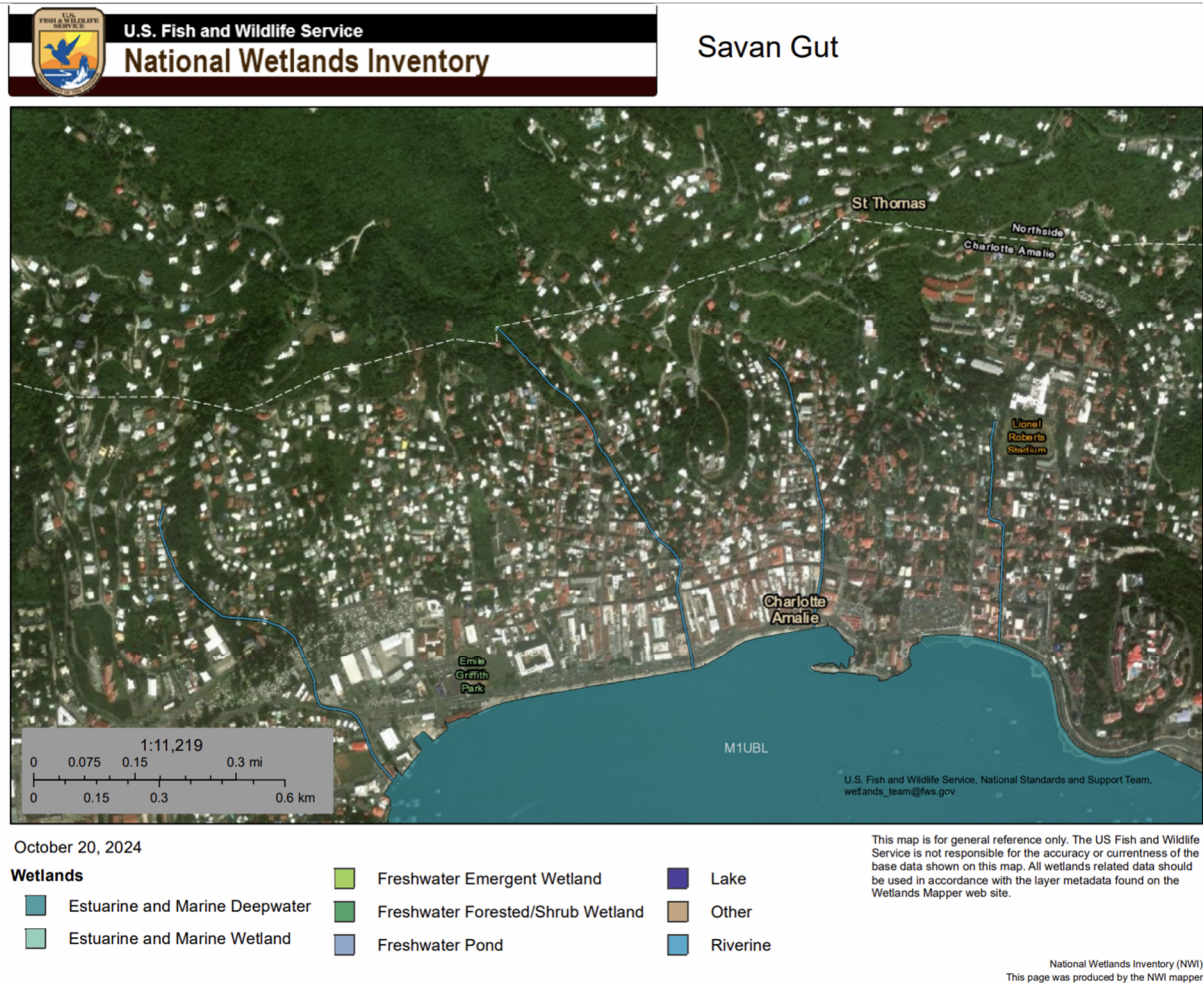 U.S.
FISH & WILDLIFE
SERVICE
U.S. Fish and Wildlife Service
National Wetlands Inventory
Savan Gut
St Thomas
Northside
Charlotte Amalie
Lionel
Roberts
Stadium
Charlotte
Amalie
Emile
Griffith
Park
M1UBL
1:11,219
0 0.075 0.15 0.3 mi
0 0.15 0.3 0.6 km
U.S. Fish and Wildlife Service, National Standards and Support Team,
wetlands_team@fws.gov
October 20, 2024
This map is for general reference only. The US Fish and Wildlife
Service is not responsible for the accuracy or currentness of the
base data shown on this map. All wetlands related data should
be used in accordance with the layer metadata found on the
Wetlands Mapper web site.
Wetlands
Estuarine and Marine Deepwater
Estuarine and Marine Wetland
Freshwater Emergent Wetland
Freshwater Forested/Shrub Wetland
Freshwater Pond
Lake
Other
Riverine
National Wetlands Inventory (NWI)
This page was produced by the NWI mapper